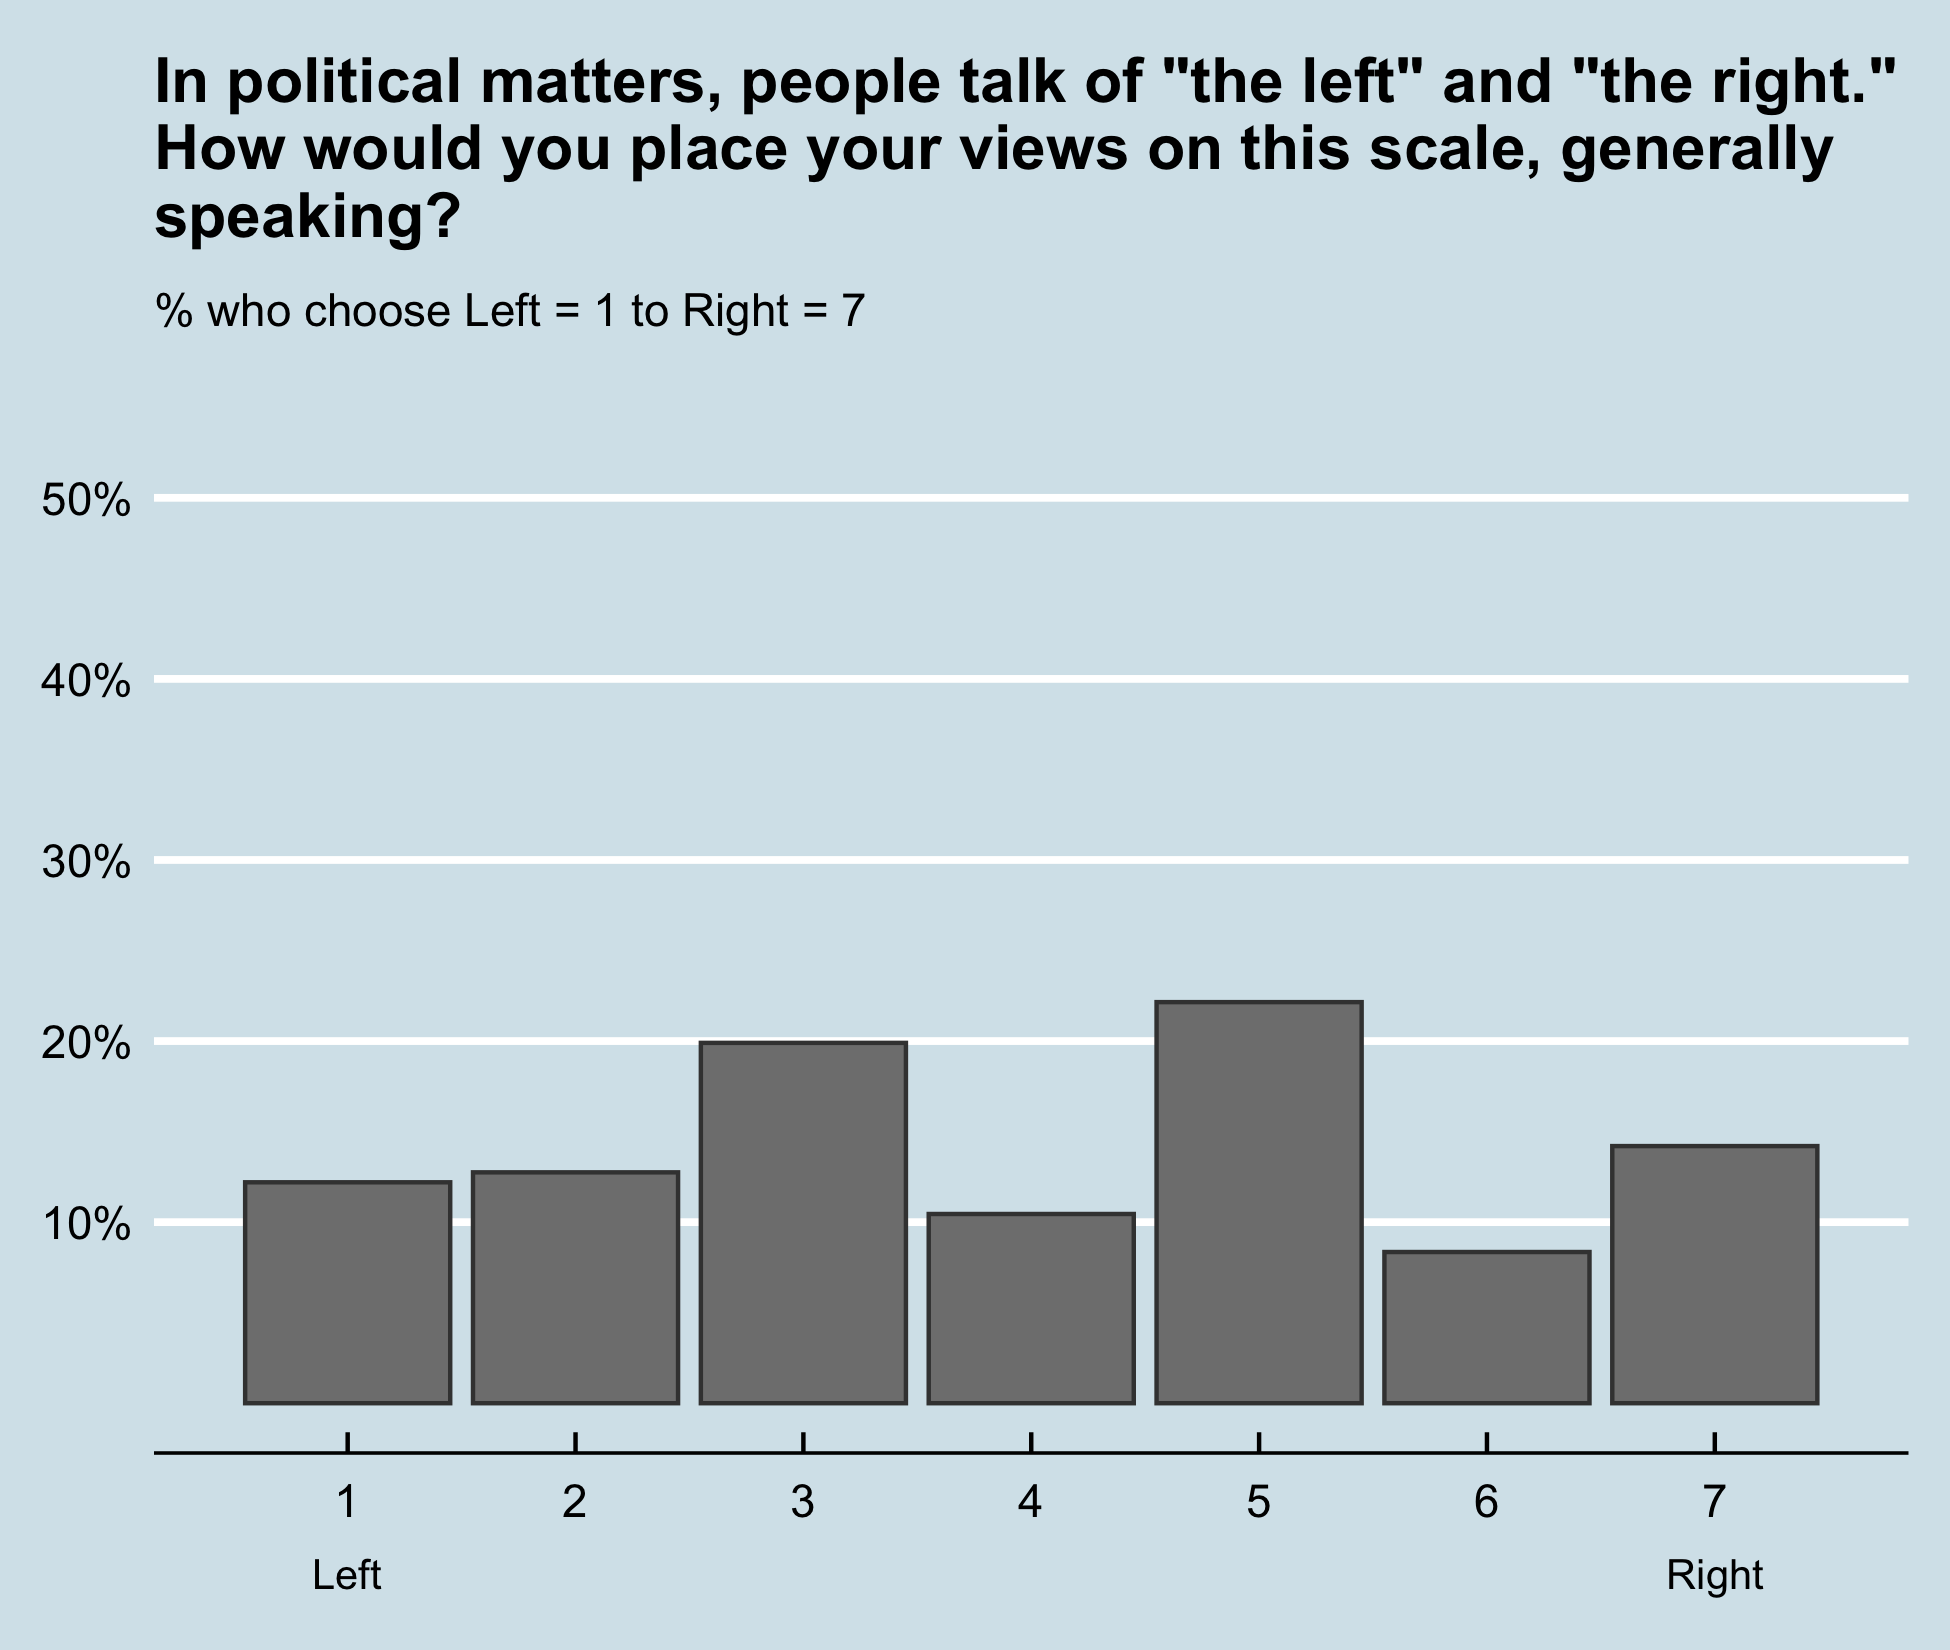 In political matters, people talk of "the left" and "the right."
How would you place your views on this scale, generally
speaking?
% who choose Left = 1 to Right = 7
50%
40%
30%
20%
10%
1 2 3 4 5 6 7
Left Right